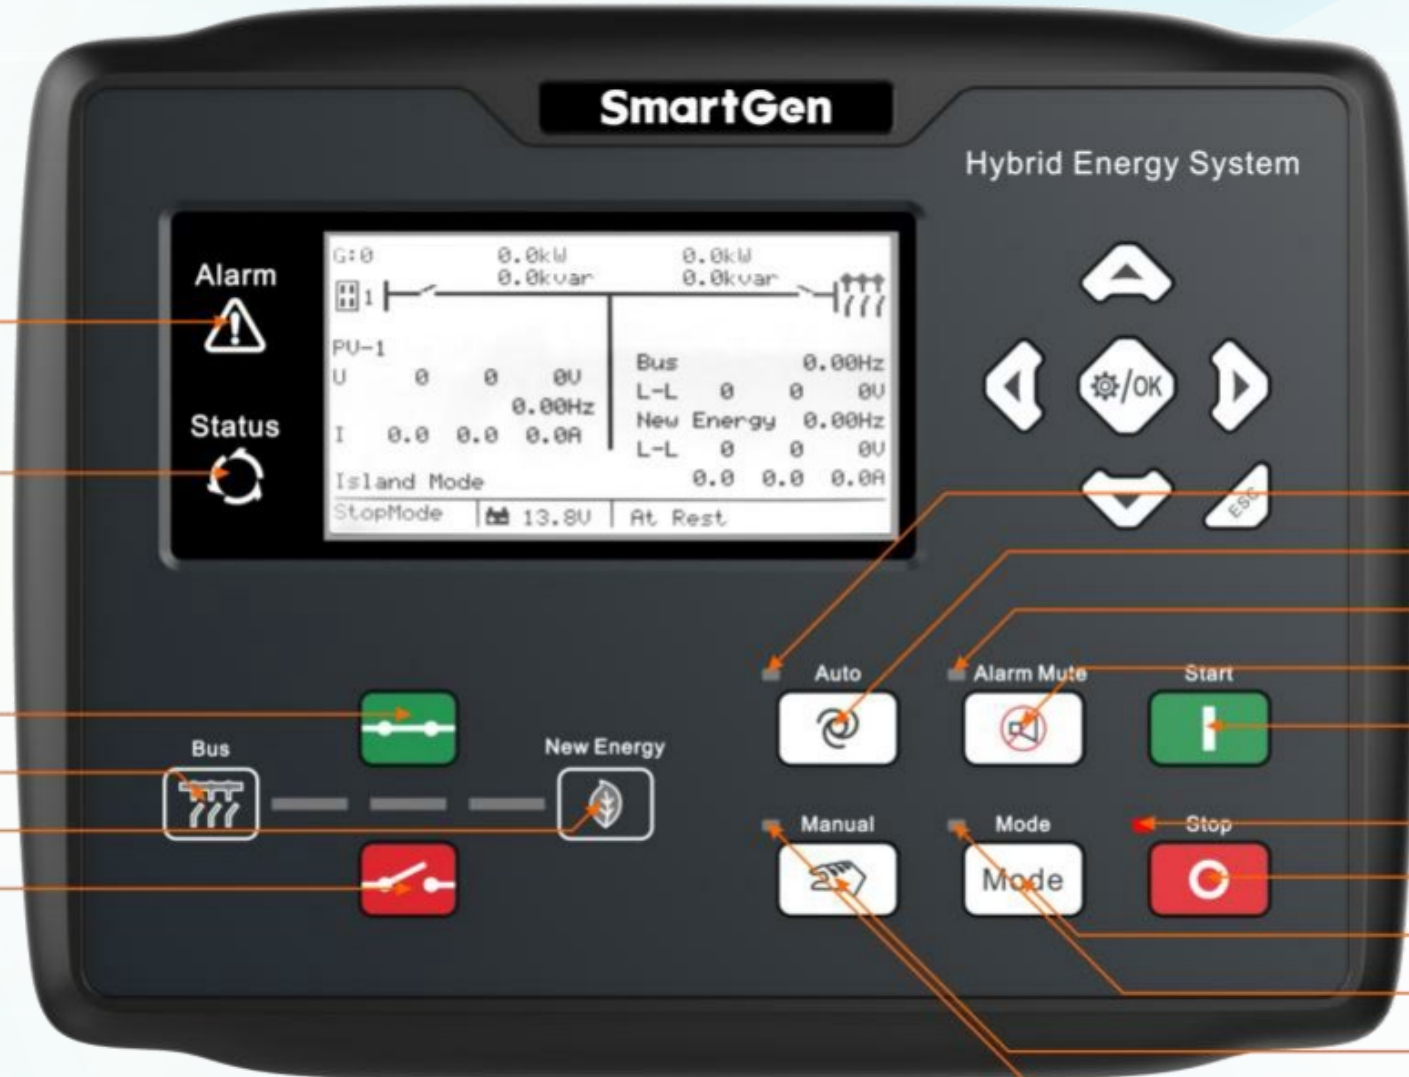 SmartGen
Hybrid Energy System
Alarm
Status
G:0 0.0kW 0.0kW
0.0kvar 0.0kvar
1
PV-1
U 0 0 0V
0.00Hz
I 0.0 0.0 0.0A
Island Mode
Bus 0.00Hz
L-L 0 0 0V
New Energy 0.00Hz
L-L 0 0 0V
0.0 0.0 0.0A
StopMode 13.8V At Rest
/OK
ESC
Auto
Alarm Mute
Start
Bus
New Energy
Manual
Mode
Stop
Mode